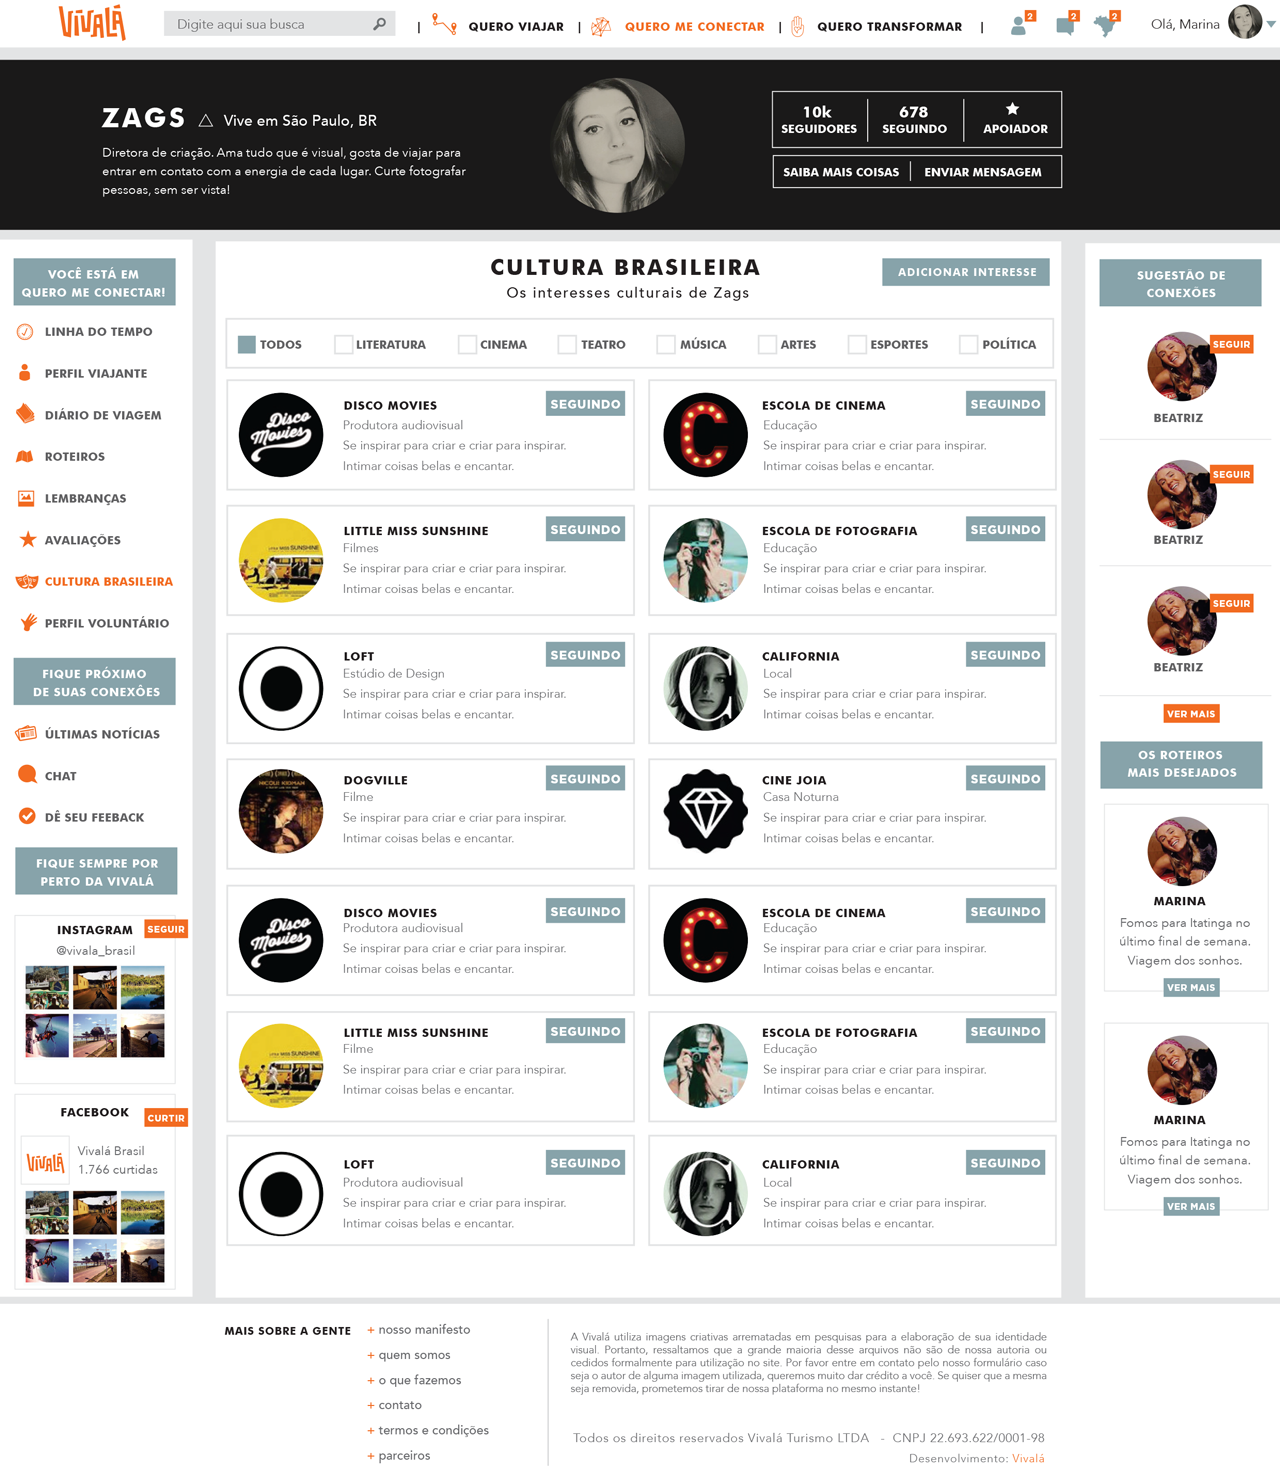 VIVALÁ
Digite aqui sua busca
| QUERO VIAJAR | QUERO ME CONECTAR | QUERO TRANSFORMAR |
2 2 2
Olá, Marina
ZAGS Vive em São Paulo, BR
Diretora de criação. Ama tudo que é visual, gosta de viajar para
entrar em contato com a energia de cada lugar. Curte fotografar
pessoas, sem ser vista!
10k 678
SEGUIDORES SEGUINDO APOIADOR
SAIBA MAIS COISAS ENVIAR MENSAGEM
VOCÊ ESTÁ EM
QUERO ME CONECTAR!
LINHA DO TEMPO
PERFIL VIAJANTE
DIÁRIO DE VIAGEM
ROTEIROS
LEMBRANÇAS
AVALIAÇÕES
CULTURA BRASILEIRA
PERFIL VOLUNTÁRIO
FIQUE PRÓXIMO
DE SUAS CONEXÕES
ÚLTIMAS NOTÍCIAS
CHAT
DÊ SEU FEEBACK
FIQUE SEMPRE POR
PERTO DA VIVALÁ
INSTAGRAM SEGUIR
@vivala_brasil
FACEBOOK CURTIR
VIVALÁ
Vivalá Brasil
1.766 curtidas
CULTURA BRASILEIRA
Os interesses culturais de Zags
ADICIONAR INTERESSE
TODOS LITERATURA CINEMA TEATRO MÚSICA ARTES ESPORTES POLÍTICA
Disco
Movies
DISCO MOVIES SEGUINDO
Produtora audiovisual
Se inspirar para criar e criar para inspirar.
Intimar coisas belas e encantar.
C
ESCOLA DE CINEMA SEGUINDO
Educação
Se inspirar para criar e criar para inspirar.
Intimar coisas belas e encantar.
LITTLE MISS SUNSHINE
LITTLE MISS SUNSHINE SEGUINDO
Filmes
Se inspirar para criar e criar para inspirar.
Intimar coisas belas e encantar.
ESCOLA DE FOTOGRAFIA SEGUINDO
Educação
Se inspirar para criar e criar para inspirar.
Intimar coisas belas e encantar.
LOFT SEGUINDO
Estúdio de Design
Se inspirar para criar e criar para inspirar.
Intimar coisas belas e encantar.
C
CALIFORNIA SEGUINDO
Local
Se inspirar para criar e criar para inspirar.
Intimar coisas belas e encantar.
NICOLE KIDMAN
DOGVILLE SEGUINDO
Filme
Se inspirar para criar e criar para inspirar.
Intimar coisas belas e encantar.
CINE JOIA SEGUINDO
Casa Noturna
Se inspirar para criar e criar para inspirar.
Intimar coisas belas e encantar.
Disco
Movies
DISCO MOVIES SEGUINDO
Produtora audiovisual
Se inspirar para criar e criar para inspirar.
Intimar coisas belas e encantar.
C
ESCOLA DE CINEMA SEGUINDO
Educação
Se inspirar para criar e criar para inspirar.
Intimar coisas belas e encantar.
LITTLE MISS SUNSHINE
LITTLE MISS SUNSHINE SEGUINDO
Filme
Se inspirar para criar e criar para inspirar.
Intimar coisas belas e encantar.
ESCOLA DE FOTOGRAFIA SEGUINDO
Educação
Se inspirar para criar e criar para inspirar.
Intimar coisas belas e encantar.
LOFT SEGUINDO
Produtora audiovisual
Se inspirar para criar e criar para inspirar.
Intimar coisas belas e encantar.
C
CALIFORNIA SEGUINDO
Local
Se inspirar para criar e criar para inspirar.
Intimar coisas belas e encantar.
SUGESTÃO DE
CONEXÕES
SEGUIR
BEATRIZ
SEGUIR
BEATRIZ
SEGUIR
BEATRIZ
VER MAIS
OS ROTEIROS
MAIS DESEJADOS
MARINA
Fomos para Itatinga no
último final de semana.
Viagem dos sonhos.
VER MAIS
MARINA
Fomos para Itatinga no
último final de semana.
Viagem dos sonhos.
VER MAIS
MAIS SOBRE A GENTE
+ nosso manifesto
+ quem somos
+ o que fazemos
+ contato
+ termos e condições
+ parceiros
A Vivalá utiliza imagens criativas arrematadas em pesquisas para a elaboração de sua identidade
visual. Portanto, ressaltamos que a grande maioria desse arquivos não são de nossa autoria ou
cedidos formalmente para utilização no site. Por favor entre em contato pelo nosso formulário caso
seja o autor de alguma imagem utilizada, queremos muito dar crédito a você. Se quiser que a mesma
seja removida, prometemos tirar de nossa plataforma no mesmo instante!
Todos os direitos reservados Vivalá Turismo LTDA - CNPJ 22.693.622/0001-98
Desenvolvimento: Vivalá